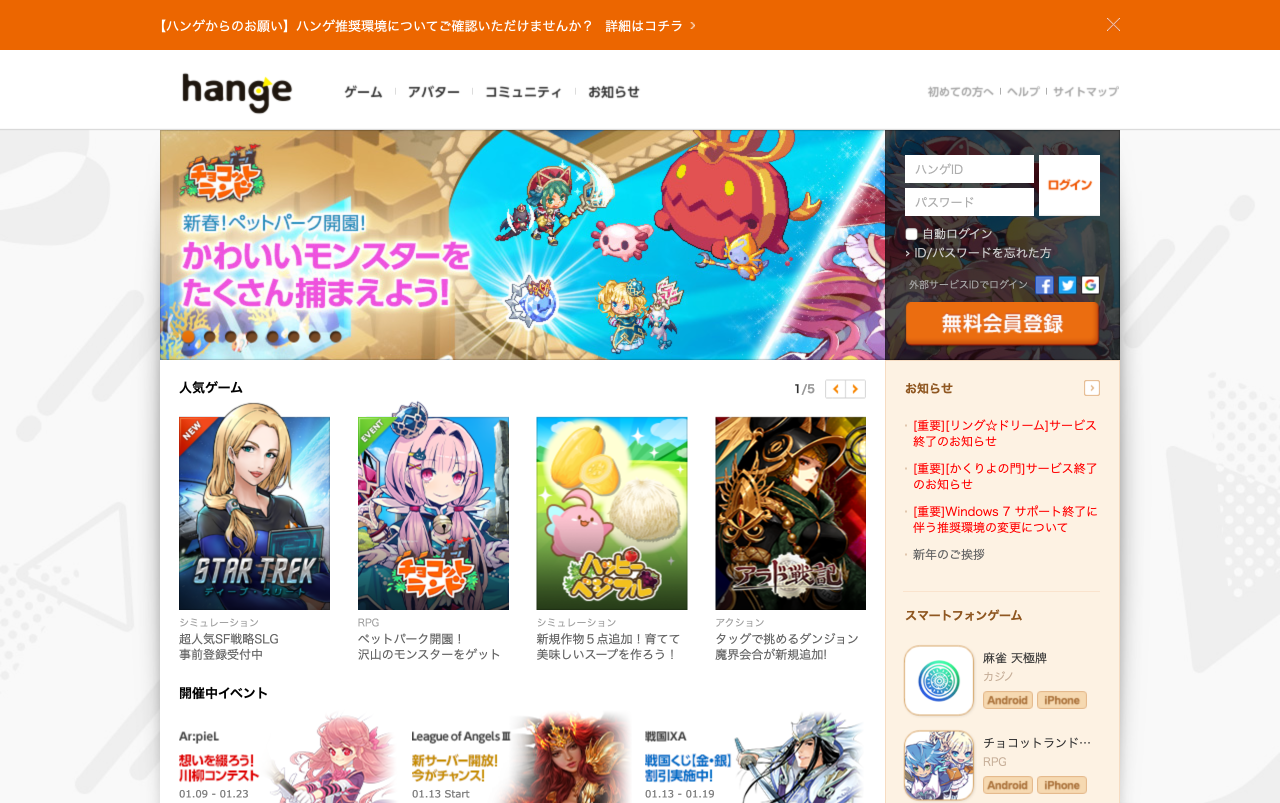 【ハンゲからのお願い】ハンゲ推奨環境についてご確認いただけませんか？ 詳細はコチラ
hange
ゲーム
アバター
コミュニティ
お知らせ
初めての方へ
ヘルプ
サイトマップ
チョコットランド
新春!ペットパーク開園!
かわいいモンスターを
たくさん捕まえよう!
ハンゲID
パスワード
ログイン
自動ログイン
ID/パスワードを忘れた方
外部サービスIDでログイン
無料会員登録
人気ゲーム
1/5
NEW
STAR TREK
ディープ・スリート
シミュレーション
超人気SF戦略SLG
事前登録受付中
EVENT
チョコットランド
RPG
ペットパーク開園！
沢山のモンスターをゲット
ハッピーベジフル
シミュレーション
新規作物５点追加！育てて
美味しいスープを作ろう！
アラド戦記
アクション
タッグで挑めるダンジョン
魔界会合が新規追加!
開催中イベント
Ar:pieL
想いを綴ろう!
川柳コンテスト
01.09 - 01.23
League of Angels III
新サーバー開放!
今がチャンス!
01.13 Start
戦国IXA
戦国くじ【金・銀】
割引実施中!
01.13 - 01.19
お知らせ
[重要][リング☆ドリーム]サービス
終了のお知らせ
[重要][かくりよの門]サービス終了
のお知らせ
[重要]Windows 7 サポート終了に
伴う推奨環境の変更について
新年のご挨拶
スマートフォンゲーム
麻雀 天極牌
カジノ
Android
iPhone
チョコットランド…
RPG
Android
iPhone